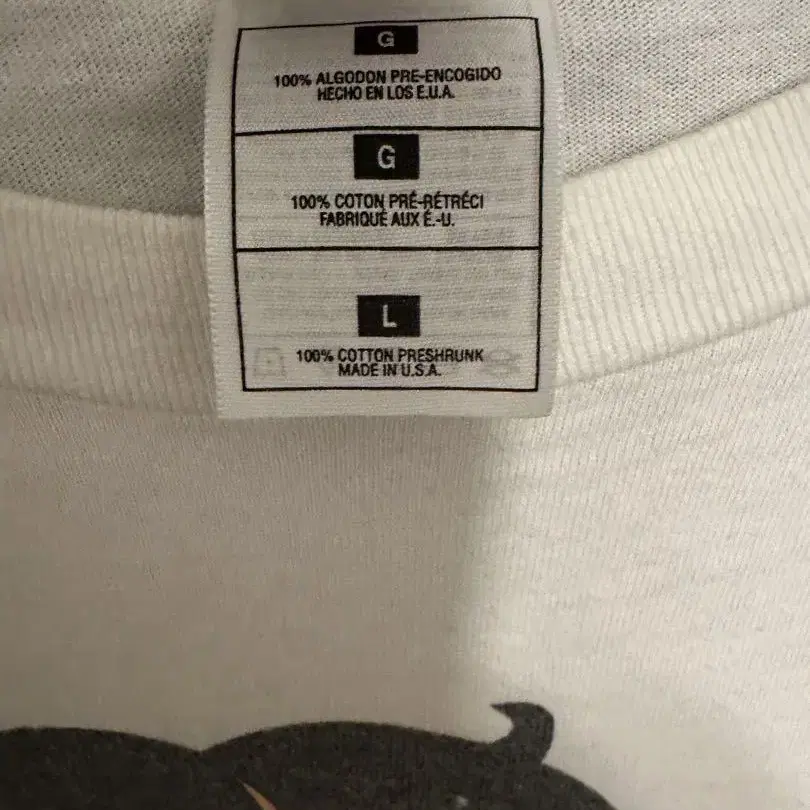 G
100% ALGODON PRE-ENCOGIDO
HECHO EN LOS E.U.A.
G
100% COTON PRÉ-RÉTRÉCI
FABRIQUÉ AUX É.-U.
L
100% COTTON PRESHRUNK
MADE IN U.S.A.